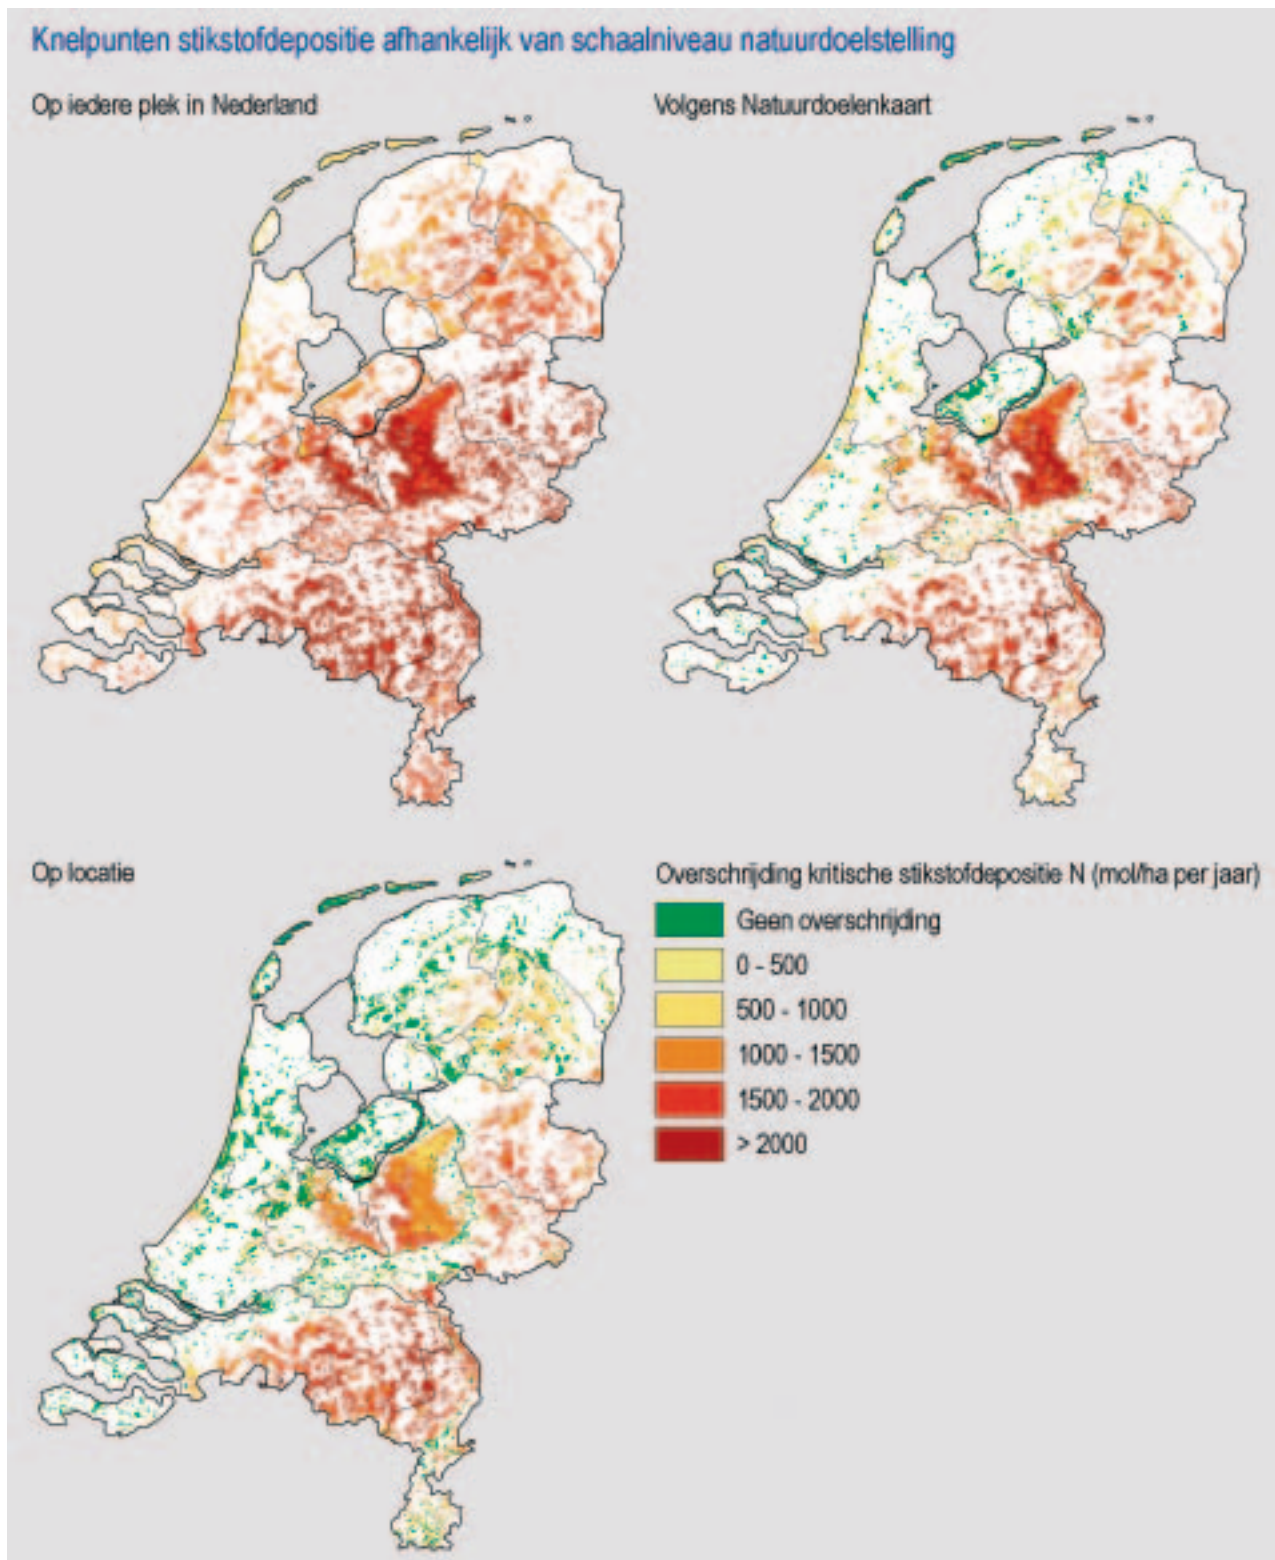 Knelpunten stikstofdepositie afhankelijk van schaalniveau natuurdoelstelling
Op iedere plek in Nederland
Volgens Natuurdoelenkaart
Op locatie
Overschrijding kritische stikstofdepositie N (mol/ha per jaar)
Geen overschrijding
0 - 500
500 - 1000
1000 - 1500
1500 - 2000
> 2000